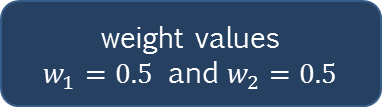 weight values
w₁ = 0.5 and w₂ = 0.5